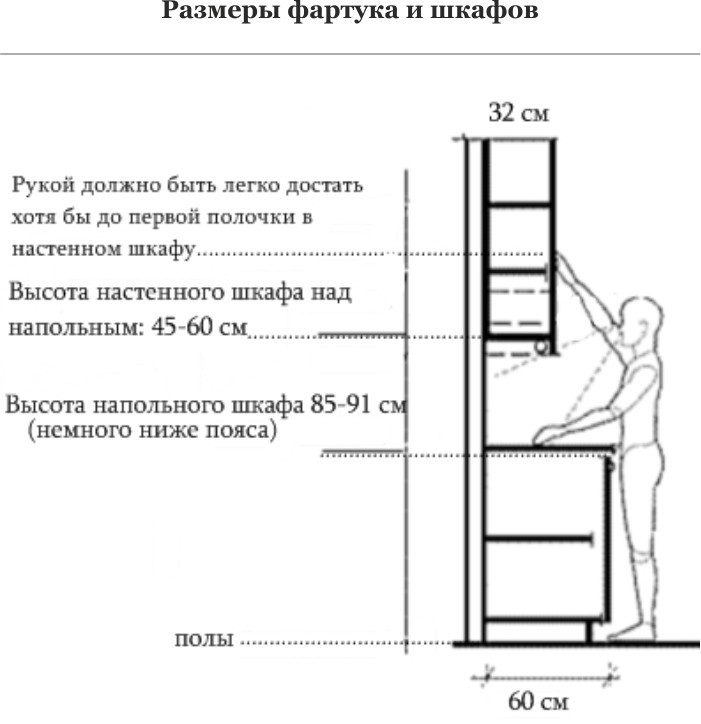 Размеры фартука и шкафов
32 см
Рукой должно быть легко достать
хотя бы до первой полочки в
настенном шкафу
Высота настенного шкафа над
напольным: 45-60 см
Высота напольного шкафа 85-91 см
(немного ниже пояса)
полы
60 см